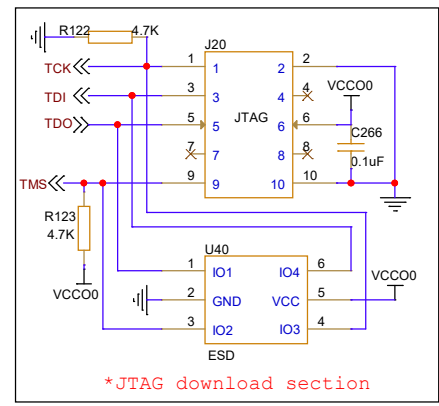 R122 4.7K
J20
TCK 1 1 2 2
TDI 3 3 4 4 VCCO0
TDO 5 5 JTAG 6 6
C266
7 7 8 8 0.1uF
TMS 9 9 10 10
R123
4.7K
U40
VCCO0 1 IO1 IO4 6 VCCO0
2 GND VCC 5
3 IO2 IO3 4
ESD
*JTAG download section